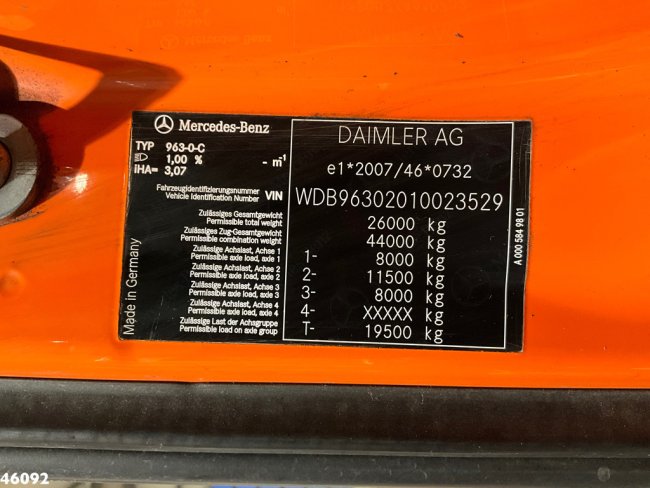 Mercedes-Benz
TYP 963-0-C
1,00 % - m-1
IHA= 3,07
Fahrzeugidentifizierungsnummer
Vehicle Identification Number VIN
Zulässiges Gesamtgewicht
Permissible total weight
Zulässiges Zug-Gesamtgewicht
Permissible combination weight
Zulässige Achslast, Achse 1
Permissible axle load, axle 1
Zulässige Achslast, Achse 2
Permissible axle load, axle 2
Zulässige Achslast, Achse 3
Permissible axle load, axle 3
Zulässige Achslast, Achse 4
Permissible axle load, axle 4
Zulässige Last der Achsgruppe
Permissible load on axle group
Made in Germany
DAIMLER AG
e1*2007/46*0732
WDB96302010023529
26000 kg
44000 kg
1- 8000 kg
2- 11500 kg
3- 8000 kg
4- XXXXX kg
T- 19500 kg
A 000 584 98 01
46092